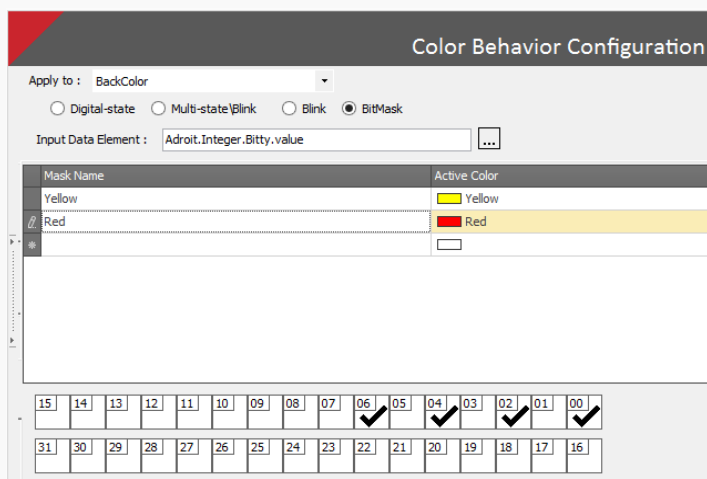 Color Behavior Configuration
Apply to : BackColor
Digital-state Multi-state\Blink Blink BitMask
Input Data Element : Adroit.Integer.Bitty.value ...
Mask Name Active Color
Yellow Yellow
Red Red
15 14 13 12 11 10 09 08 07 06 05 04 03 02 01 00
31 30 29 28 27 26 25 24 23 22 21 20 19 18 17 16